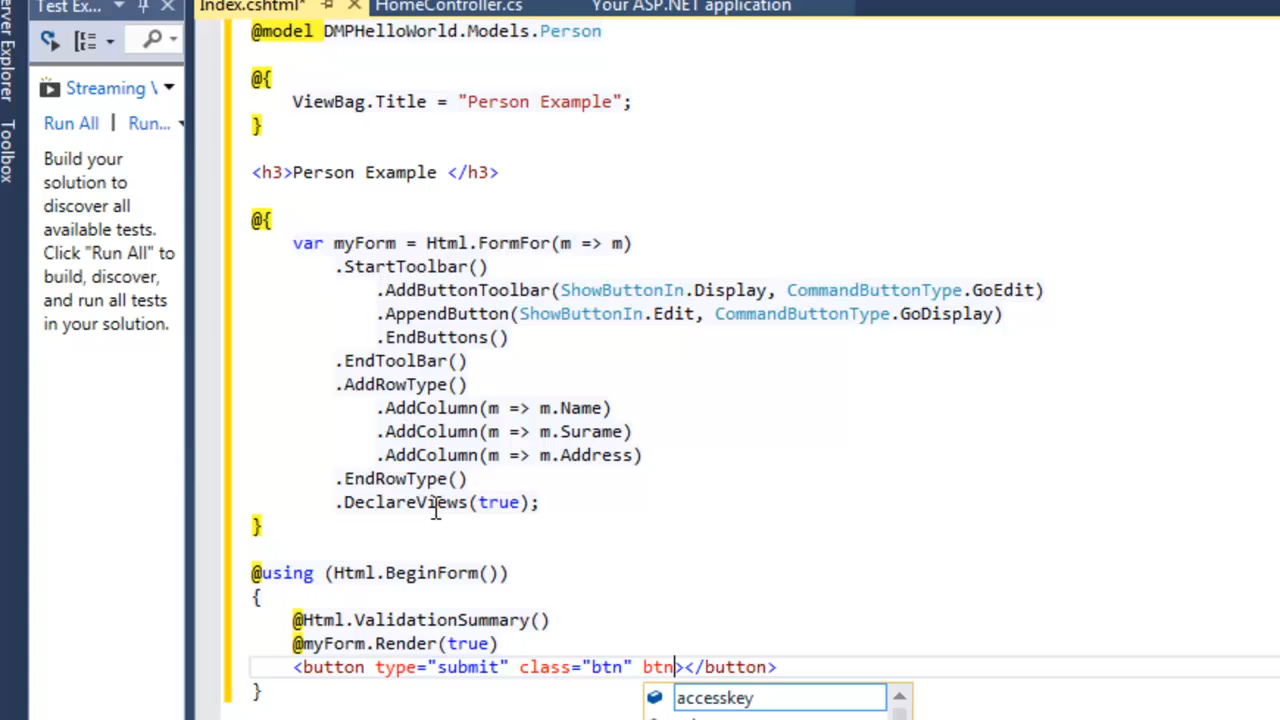 Test Ex...
Index.cshtml*
HomeController.cs
Your ASP.NET application
erver Explorer
Toolbox
Streaming \
Run All | Run...
Build your
solution to
discover all
available tests.
Click "Run All" to
build, discover,
and run all tests
in your solution.
@model DMPHelloWorld.Models.Person
@{
ViewBag.Title = "Person Example";
}
<h3>Person Example </h3>
@{
var myForm = Html.FormFor(m => m)
.StartToolbar()
.AddButtonToolbar(ShowButtonIn.Display, CommandButtonType.GoEdit)
.AppendButton(ShowButtonIn.Edit, CommandButtonType.GoDisplay)
.EndButtons()
.EndToolBar()
.AddRowType()
.AddColumn(m => m.Name)
.AddColumn(m => m.Surame)
.AddColumn(m => m.Address)
.EndRowType()
.DeclareViews(true);
}
@using (Html.BeginForm())
{
@Html.ValidationSummary()
@myForm.Render(true)
<button type="submit" class="btn" btn></button>
}
accesskey